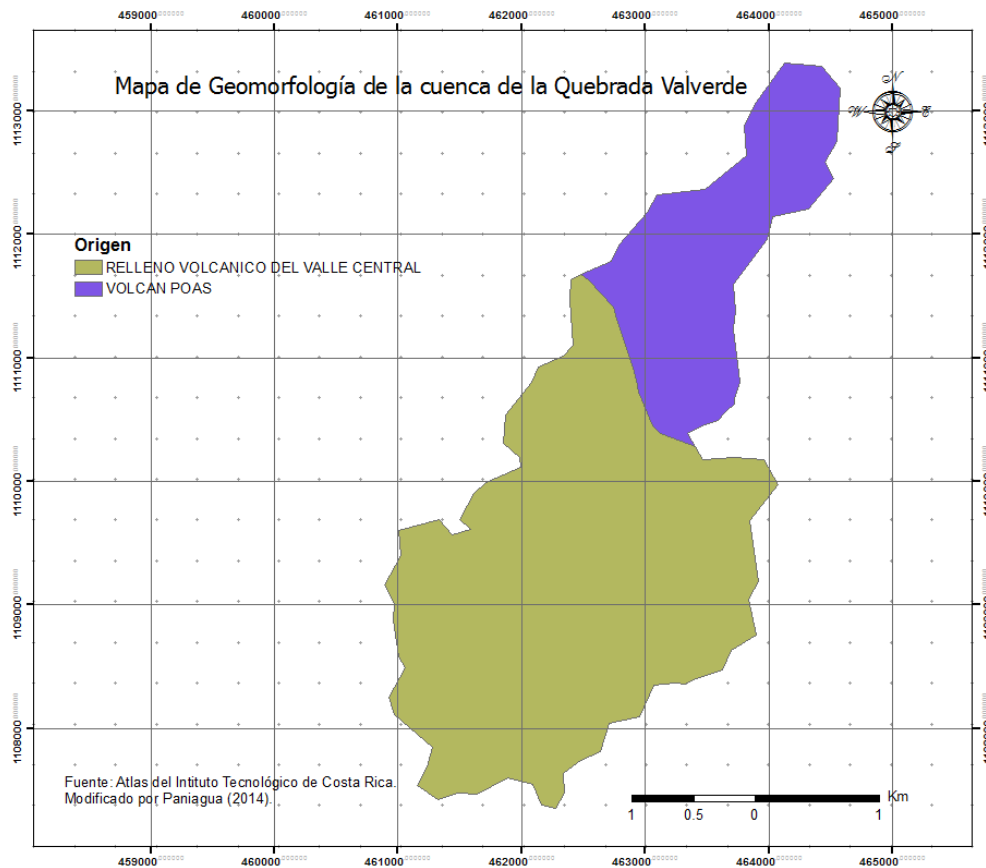 459000 460000 461000 462000 463000 464000 465000
Mapa de Geomorfología de la cuenca de la Quebrada Valverde
N
W E
S
1113000
1112000
Origen
RELLENO VOLCANICO DEL VALLE CENTRAL
VOLCAN POAS
1111000
1110000
1109000
1108000
Fuente: Atlas del Intituto Tecnológico de Costa Rica.
Modificado por Paniagua (2014).
Km
1 0.5 0 1
459000 460000 461000 462000 463000 464000 465000